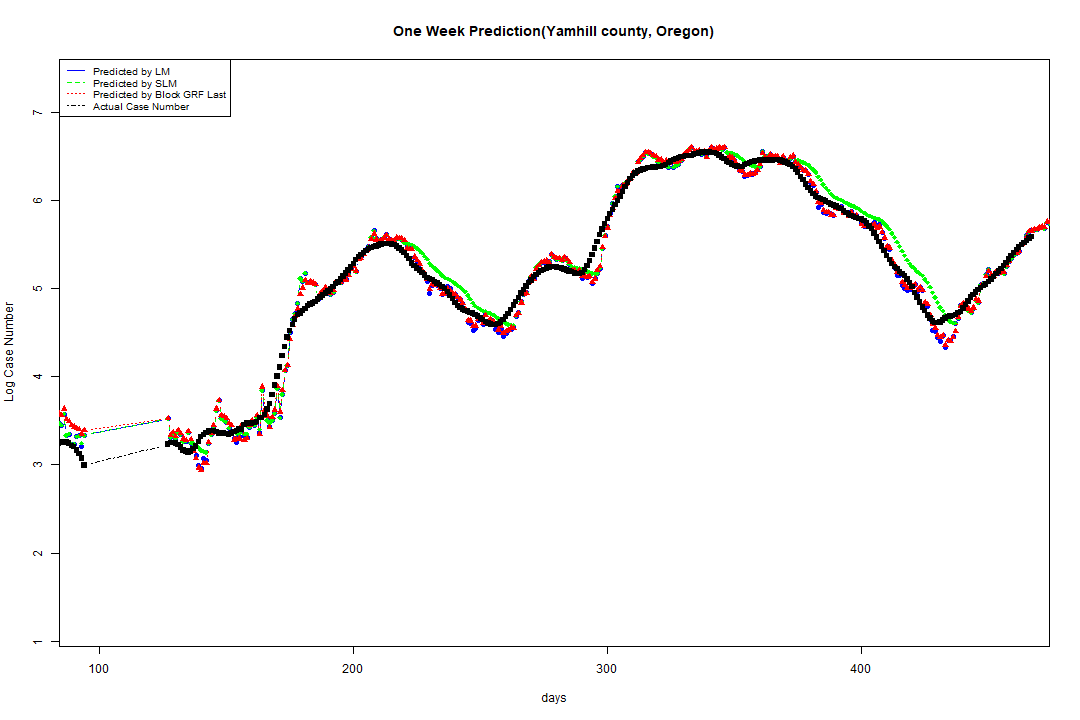 One Week Prediction(Yamhill county, Oregon)
Predicted by LM
Predicted by SLM
Predicted by Block GRF Last
Actual Case Number
7
6
5
4
3
2
1
Log Case Number
100 200 300 400
days